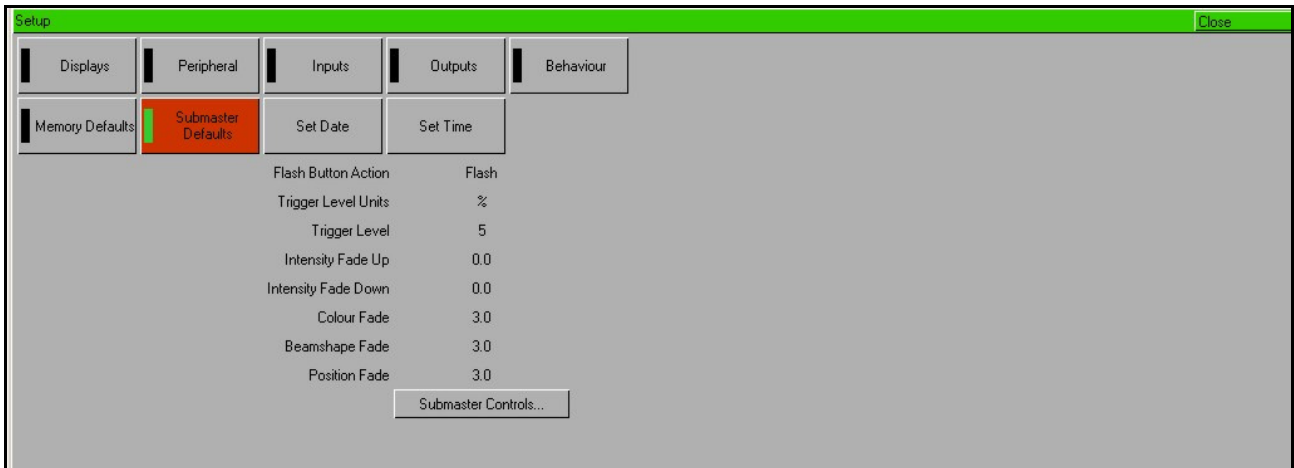 Setup Close
Displays Peripheral Inputs Outputs Behaviour
Memory Defaults Submaster Defaults Set Date Set Time
Flash Button Action Flash
Trigger Level Units %
Trigger Level 5
Intensity Fade Up 0.0
Intensity Fade Down 0.0
Colour Fade 3.0
Beamshape Fade 3.0
Position Fade 3.0
Submaster Controls...